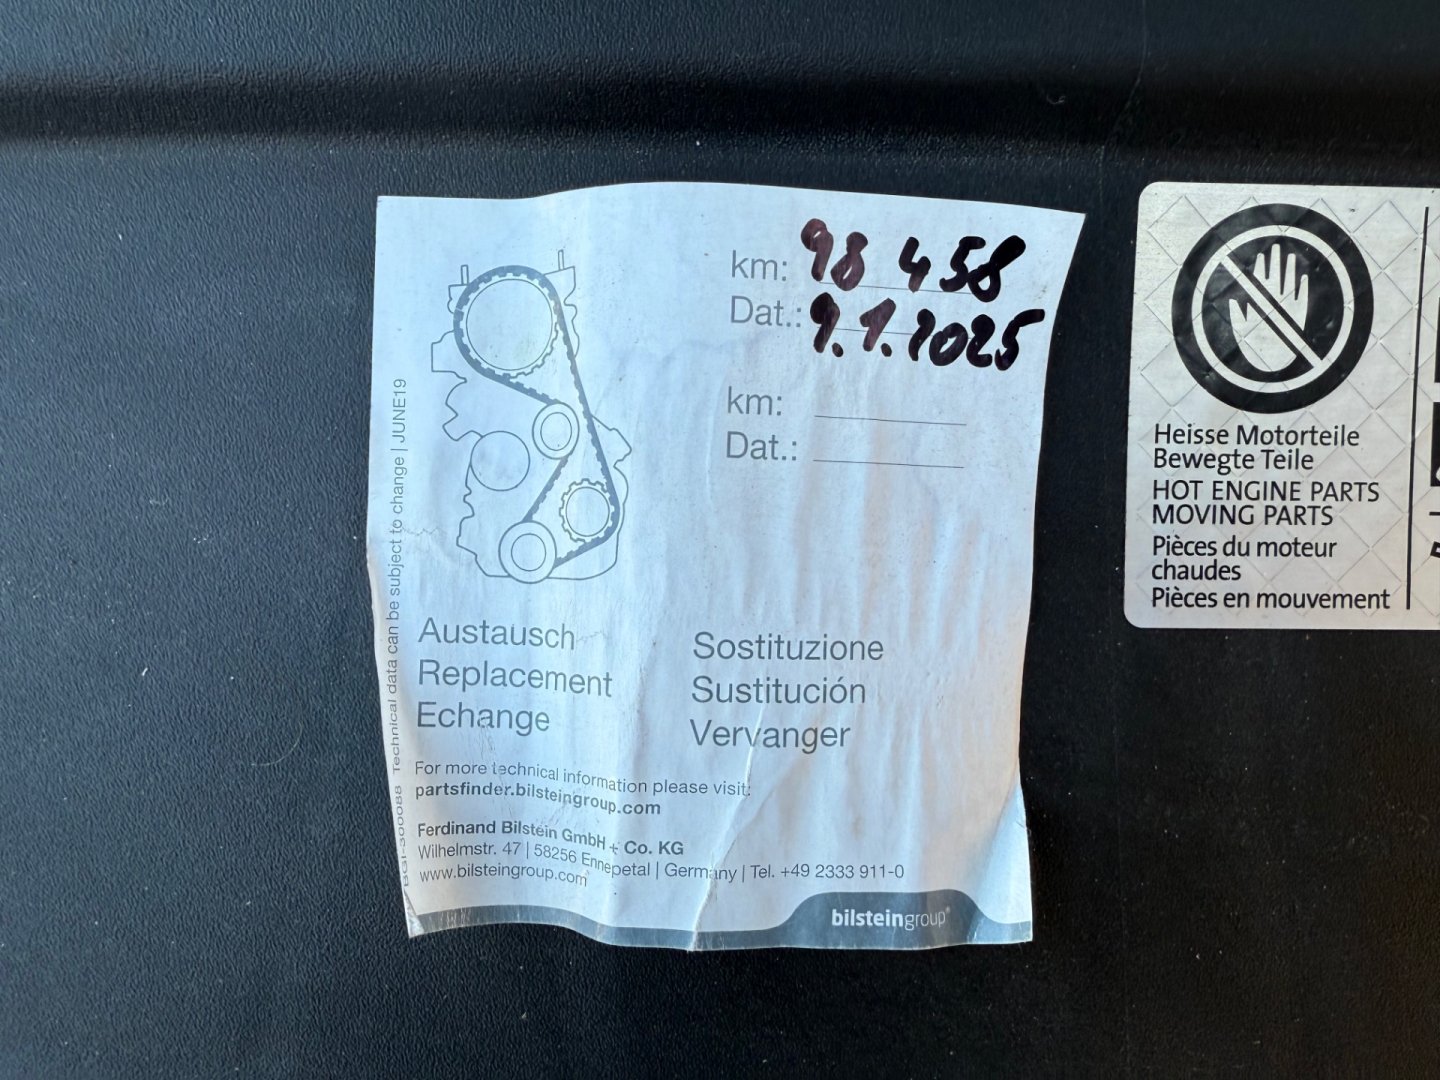 km: 98 458
Dat.: 9.1.2025
km:
Dat.:
Technical data can be subject to change | JUNE19
BGI-300088
Austausch
Replacement
Echange
Sostituzione
Sustitución
Vervanger
For more technical information please visit:
partsfinder.bilsteingroup.com
Ferdinand Bilstein GmbH + Co. KG
Wilhelmstr. 47 | 58256 Ennepetal | Germany | Tel. +49 2333 911-0
www.bilsteingroup.com
bilsteingroup®
Heisse Motorteile
Bewegte Teile
HOT ENGINE PARTS
MOVING PARTS
Pièces du moteur
chaudes
Pièces en mouvement